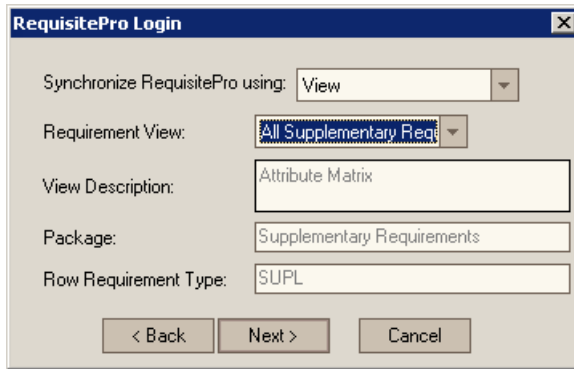 RequisitePro Login
Synchronize RequisitePro using: View
Requirement View: All Supplementary Requ
View Description: Attribute Matrix
Package: Supplementary Requirements
Row Requirement Type: SUPL
< Back Next > Cancel